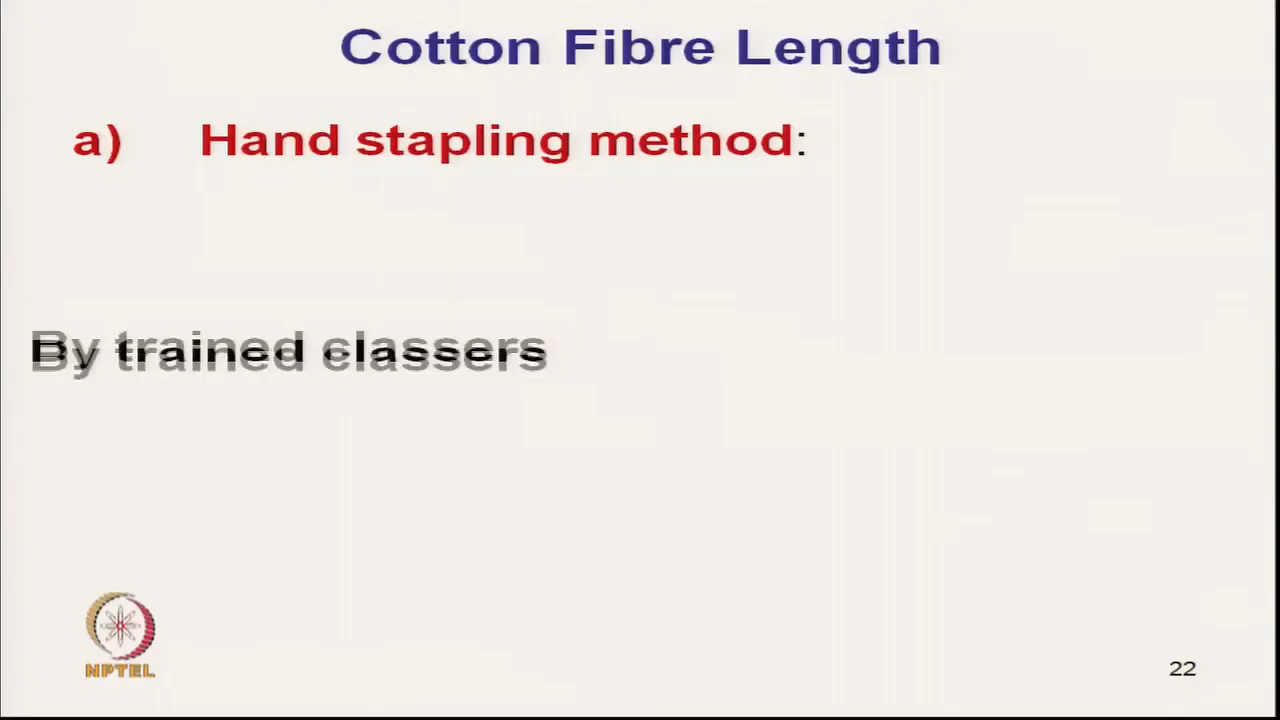 Cotton Fibre Length
a) Hand stapling method:
By trained classers
NPTEL
22